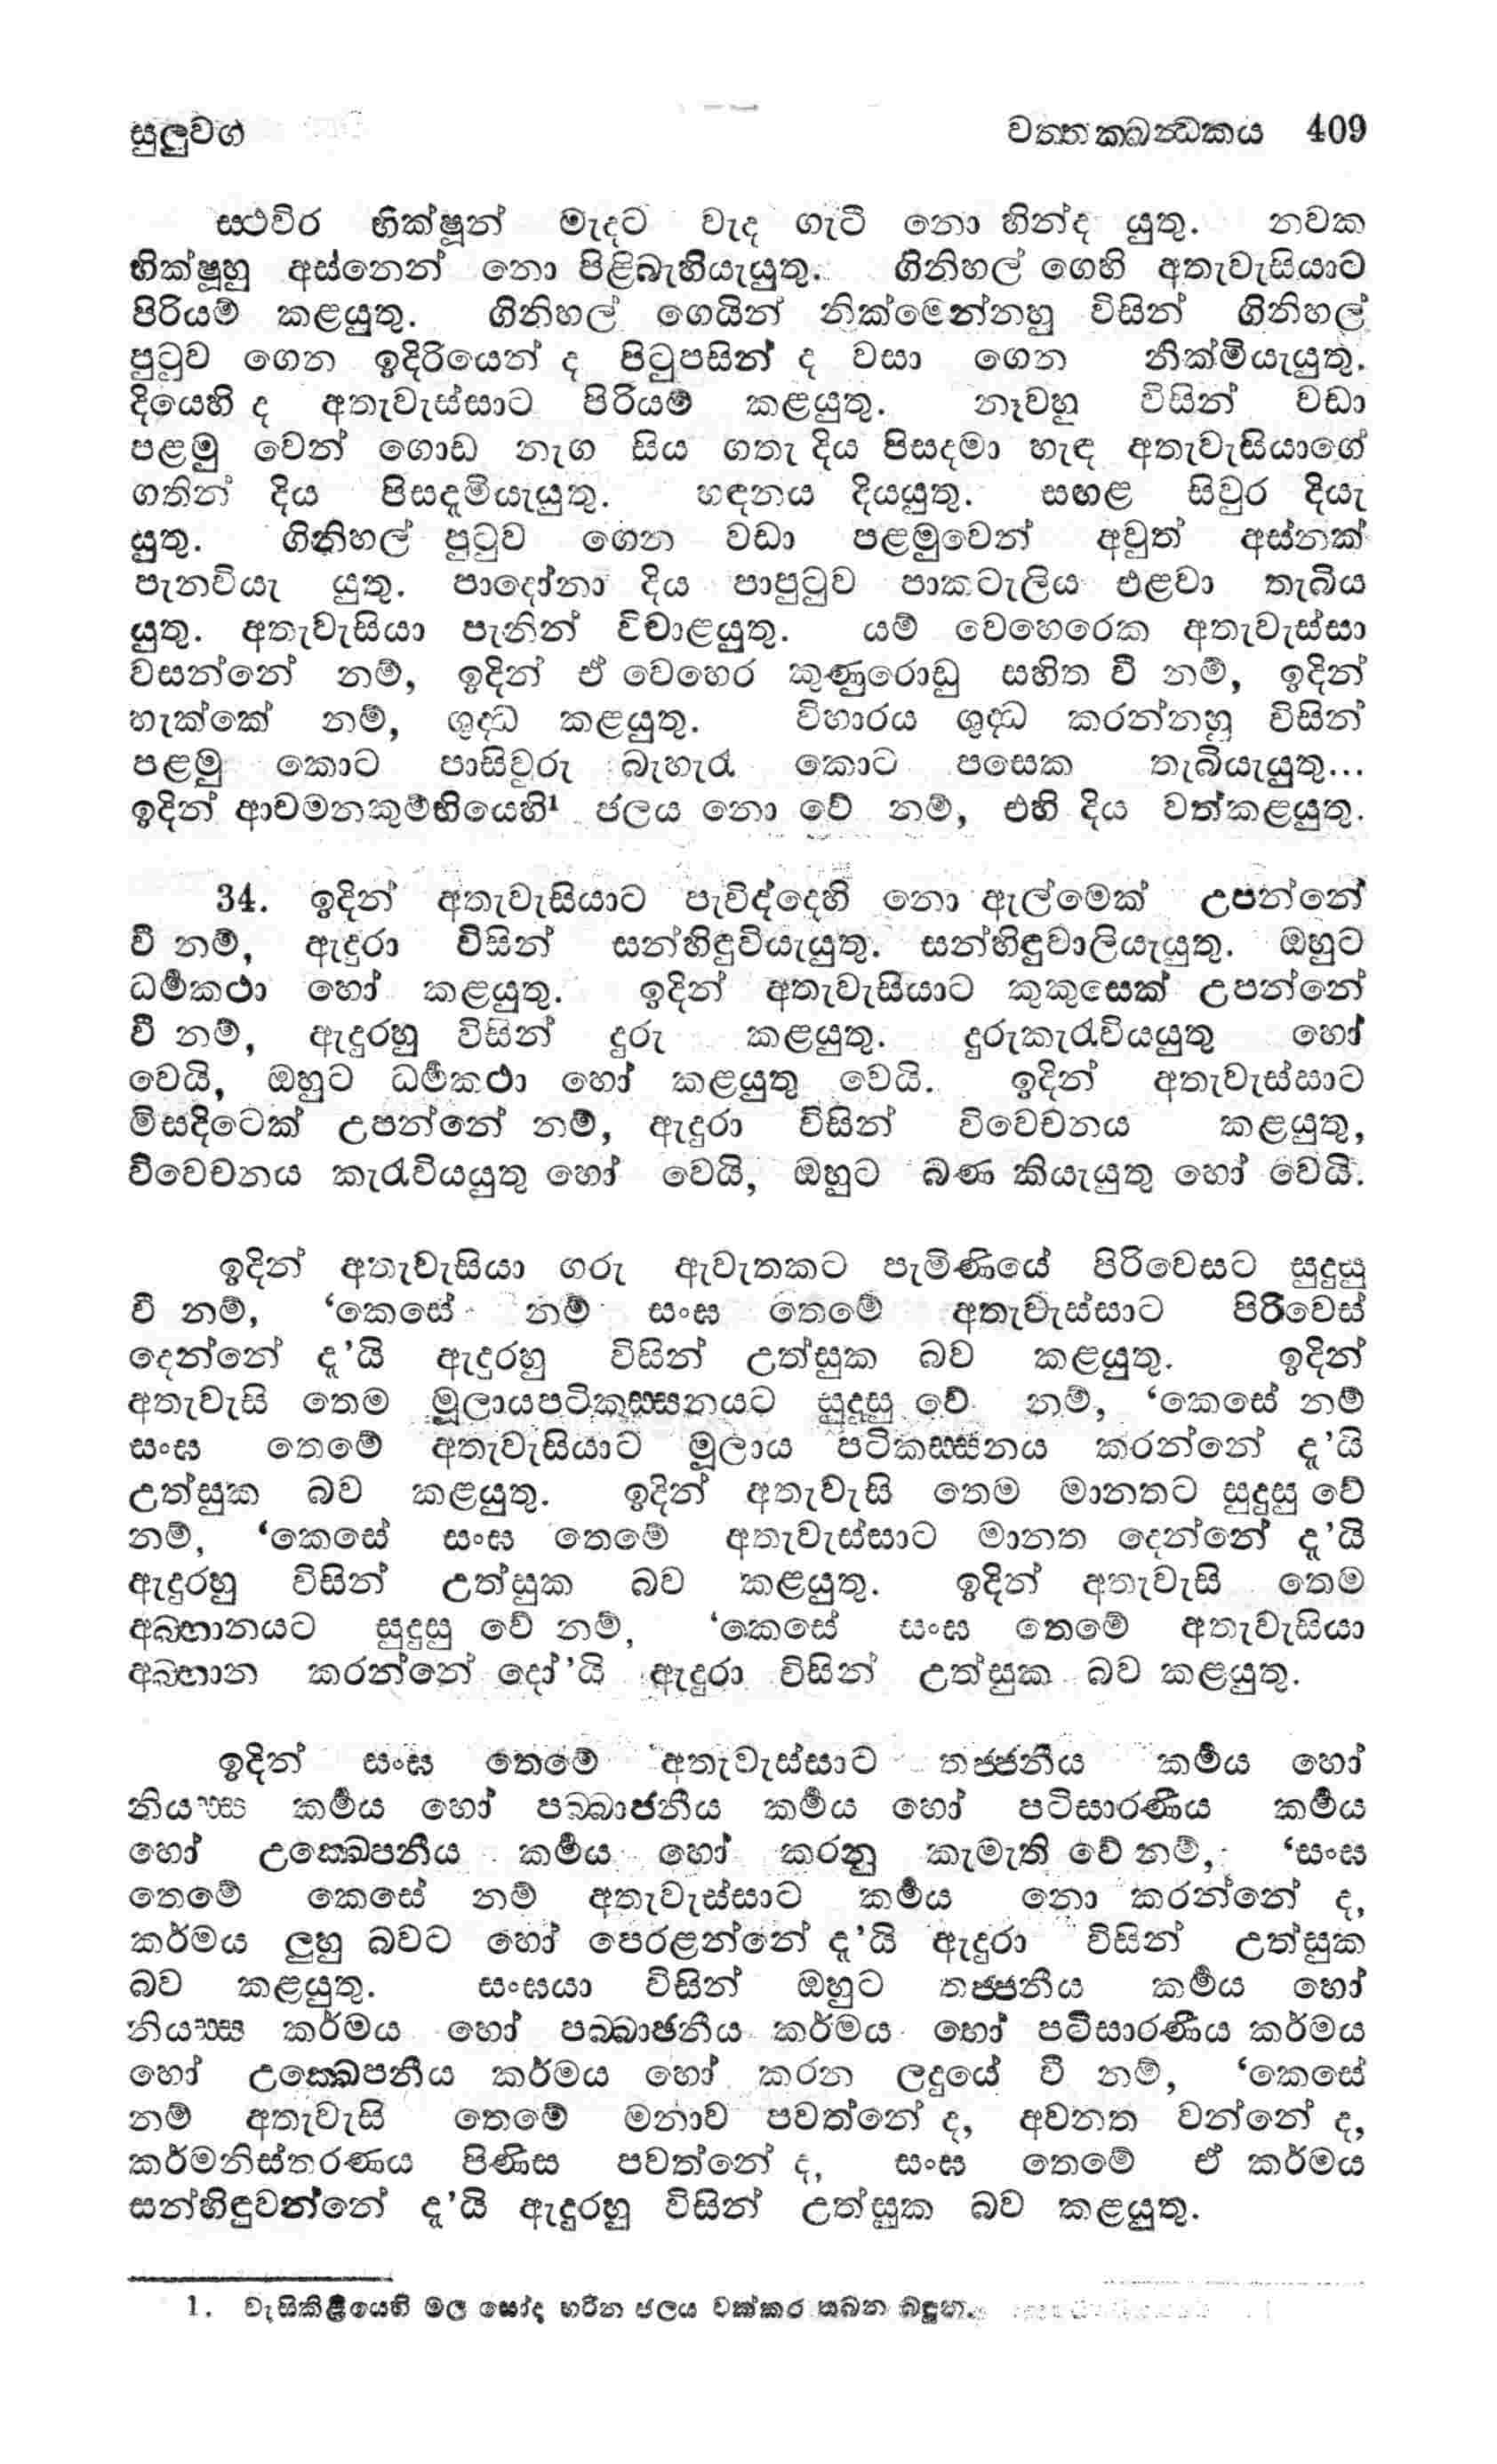 සුලුවග්
වත්තක්ඛන්ධකය 409
ස්ථවිර භික්ෂූන් මැදට වැද ගැටී නො හින්ද යුතු. නවක
භික්ෂූහු අස්නෙන් නො පිළිබැහියැයුතු. ගිනිහල් ගෙහි අතැවැසියාට
පිරියම් කළයුතු. ගිනිහල් ගෙයින් නික්මෙන්නහු විසින් ගිනිහල්
පුටුව ගෙන ඉදිරියෙන් ද පිටුපසින් ද වසා ගෙන නික්මියැයුතු.
දියෙහි ද අතැවැස්සාට පිරියම් කළයුතු. නෑවහු විසින් වඩා
පළමු වෙන් ගොඩ නැග සිය ගතැ දිය පිසදමා හැඳ අතැවැසියාගේ
ගතින් දිය පිසදැමියැයුතු. හඳනය දියයුතු. සඟළ සිවුර දියැ
යුතු. ගිනිහල් පුටුව ගෙන වඩා පළමුවෙන් අවුත් අස්නක්
පැනවියැ යුතු. පාදෝනා දිය පාපුටුව පාකටැලිය එළවා තැබිය
යුතු. අතැවැසියා පැනින් විචාළයුතු. යම් වෙහෙරෙක අතැවැස්සා
වසන්නේ නම්, ඉදින් ඒ වෙහෙර කුණුරොඩු සහිත වී නම්, ඉදින්
හැක්කේ නම්, ශුද්ධ කළයුතු. විහාරය ශුද්ධ කරන්නහු විසින්
පළමු කොට පාසිවුරු බැහැර කොට පසෙක තැබියැයුතු...
ඉදින් ආචමනකුම්භියෙහි¹ ජලය නො වේ නම්, එහි දිය වත්කළයුතු.
34. ඉදින් අතැවැසියාට පැවිද්දෙහි නො ඇල්මෙක් උපන්නේ
වී නම්, ඇදුරා විසින් සන්හිඳුවියැයුතු. සන්හිඳුවාලියැයුතු. ඔහුට
ධර්මකථා හෝ කළයුතු. ඉදින් අතැවැසියාට කුකුසෙක් උපන්නේ
වී නම්, ඇදුරහු විසින් දුරු කළයුතු. දුරුකැරැවියයුතු හෝ
වෙයි, ඔහුට ධර්මකථා හෝ කළයුතු වෙයි. ඉදින් අතැවැස්සාට
මිසදිටෙක් උපන්නේ නම්, ඇදුරා විසින් විවෙචනය කළයුතු,
විවෙචනය කැරැවියයුතු හෝ වෙයි, ඔහුට බණ කියැයුතු හෝ වෙයි.
ඉදින් අතැවැසියා ගරු ඇවැතකට පැමිණියේ පිරිවෙසට සුදුසු
වී නම්, ‘කෙසේ නම් සංඝ තෙමේ අතැවැස්සාට පිරිවෙස්
දෙන්නේ දැ’යි ඇදුරහු විසින් උත්සුක බව කළයුතු. ඉදින්
අතැවැසි තෙම මූලායපටිකස්සනයට සුදුසු වේ නම්, ‘කෙසේ නම්
සංඝ තෙමේ අතැවැසියාට මූලාය පටිකස්සනය කරන්නේ දැ’යි
උත්සුක බව කළයුතු. ඉදින් අතැවැසි තෙම මානතට සුදුසු වේ
නම්, ‘කෙසේ සංඝ තෙමේ අතැවැස්සාට මානත දෙන්නේ දැ’යි
ඇදුරහු විසින් උත්සුක බව කළයුතු. ඉදින් අතැවැසි තෙම
අබ්භානයට සුදුසු වේ නම්, ‘කෙසේ සංඝ තෙමේ අතැවැසියා
අබ්භාන කරන්නේ දෝ’යි ඇදුරා විසින් උත්සුක බව කළයුතු.
ඉදින් සංඝ තෙමේ අතැවැස්සාට තජ්ජනීය කර්මය හෝ
නියස්ස කර්මය හෝ පබ්බාජනීය කර්මය හෝ පටිසාරණීය කර්මය
හෝ උක්ඛෙපනීය කර්මය හෝ කරනු කැමැති වේ නම්, ‘සංඝ
තෙමේ කෙසේ නම් අතැවැස්සාට කර්මය නො කරන්නේ ද,
කර්මය ලුහු බවට හෝ පෙරළන්නේ දැ’යි ඇදුරා විසින් උත්සුක
බව කළයුතු. සංඝයා විසින් ඔහුට තජ්ජනීය කර්මය හෝ
නියස්ස කර්මය හෝ පබ්බාජනීය කර්මය හෝ පටිසාරණීය කර්මය
හෝ උක්ඛෙපනීය කර්මය හෝ කරන ලදුයේ වී නම්, ‘කෙසේ
නම් අතැවැසි තෙමේ මනාව පවත්නේ ද, අවනත වන්නේ ද,
කර්මනිස්තරණය පිණිස පවත්නේ ද, සංඝ තෙමේ ඒ කර්මය
සන්හිඳුවන්නේ දැ’යි ඇදුරහු විසින් උත්සුක බව කළයුතු.
1. වැසිකිළියෙහි මල සෝදා හරින ජලය වක්කර තබන බඳුන.